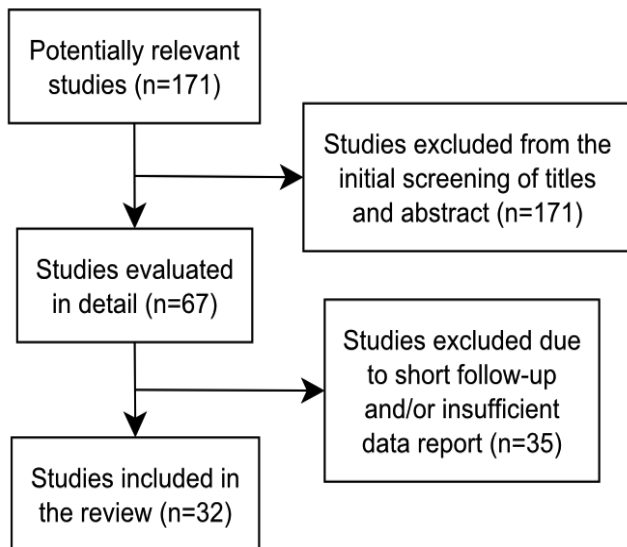 Potentially relevant
studies (n=171)
Studies excluded from the
initial screening of titles
and abstract (n=171)
Studies evaluated
in detail (n=67)
Studies excluded due
to short follow-up
and/or insufficient
data report (n=35)
Studies included in
the review (n=32)